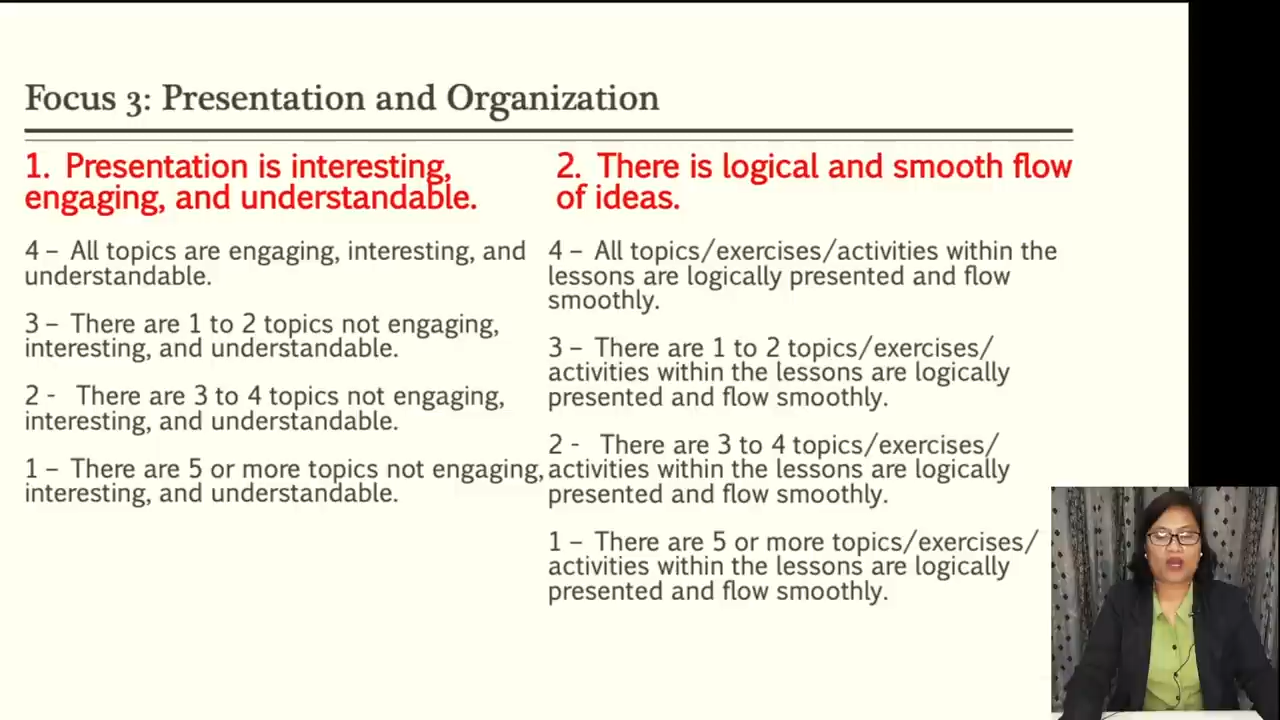 Focus 3: Presentation and Organization
1. Presentation is interesting,
engaging, and understandable.
4 – All topics are engaging, interesting, and
understandable.
3 – There are 1 to 2 topics not engaging,
interesting, and understandable.
2 - There are 3 to 4 topics not engaging,
interesting, and understandable.
1 – There are 5 or more topics not engaging,
interesting, and understandable.
2. There is logical and smooth flow
of ideas.
4 – All topics/exercises/activities within the
lessons are logically presented and flow
smoothly.
3 – There are 1 to 2 topics/exercises/
activities within the lessons are logically
presented and flow smoothly.
2 - There are 3 to 4 topics/exercises/
activities within the lessons are logically
presented and flow smoothly.
1 – There are 5 or more topics/exercises/
activities within the lessons are logically
presented and flow smoothly.